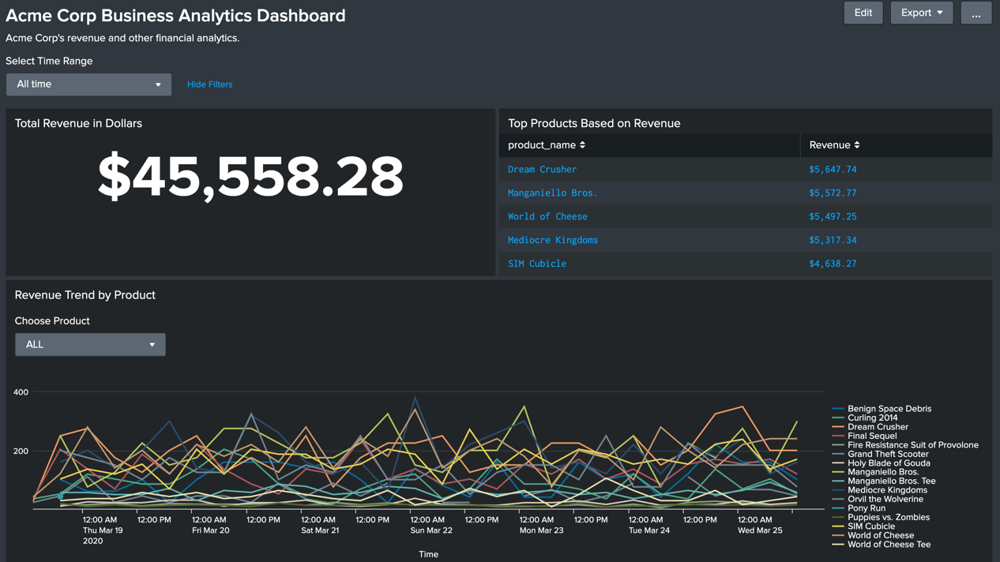 Acme Corp Business Analytics Dashboard
Edit
Export
...
Acme Corp's revenue and other financial analytics.
Select Time Range
All time
Hide Filters
Total Revenue in Dollars
$45,558.28
Top Products Based on Revenue
product_name Revenue
Dream Crusher $5,647.74
Manganiello Bros. $5,572.77
World of Cheese $5,497.25
Mediocre Kingdoms $5,317.34
SIM Cubicle $4,638.27
Revenue Trend by Product
Choose Product
ALL
400
200
Benign Space Debris
Curling 2014
Dream Crusher
Final Sequel
Fire Resistance Suit of Provolone
Grand Theft Scooter
Holy Blade of Gouda
Manganiello Bros.
Manganiello Bros. Tee
Mediocre Kingdoms
Orvil the Wolverine
Pony Run
Puppies vs. Zombies
SIM Cubicle
World of Cheese
World of Cheese Tee
12:00 AM 12:00 PM 12:00 AM 12:00 PM 12:00 AM 12:00 PM 12:00 AM 12:00 PM 12:00 AM 12:00 PM 12:00 AM 12:00 PM 12:00 AM
Thu Mar 19 Fri Mar 20 Sat Mar 21 Sun Mar 22 Mon Mar 23 Tue Mar 24 Wed Mar 25
2020
Time